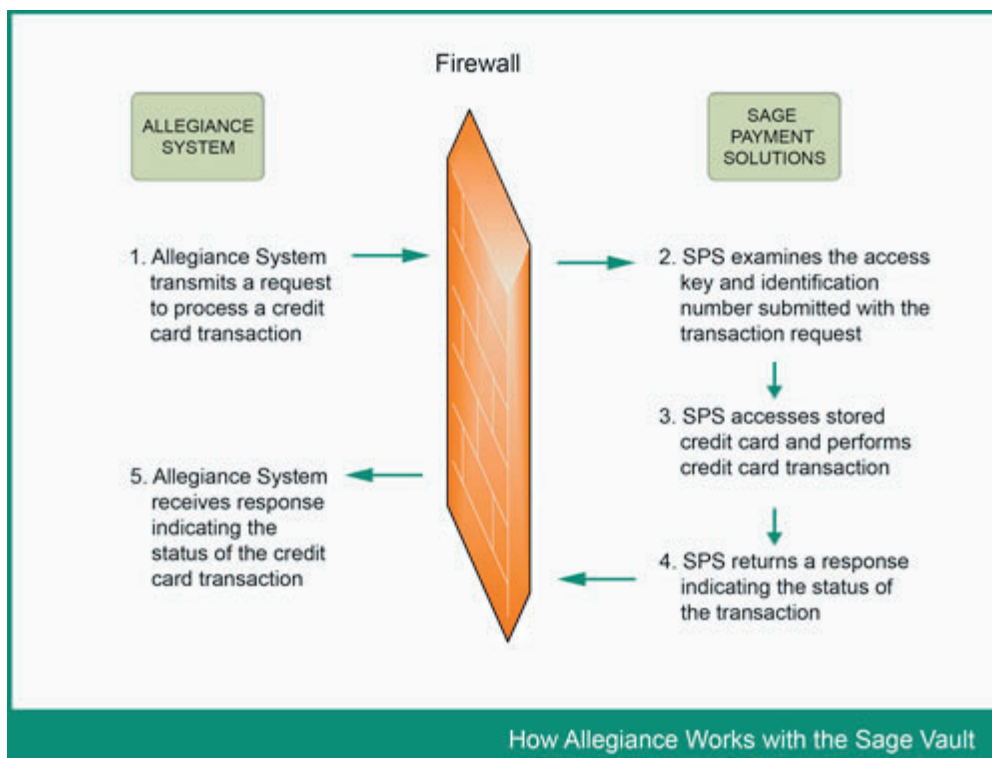 Firewall
ALLEGIANCE
SYSTEM
SAGE
PAYMENT
SOLUTIONS
1. Allegiance System
transmits a request
to process a credit
card transaction
2. SPS examines the access
key and identification
number submitted with the
transaction request
3. SPS accesses stored
credit card and performs
credit card transaction
4. SPS returns a response
indicating the status of
the transaction
5. Allegiance System
receives response
indicating the
status of the credit
card transaction
How Allegiance Works with the Sage Vault